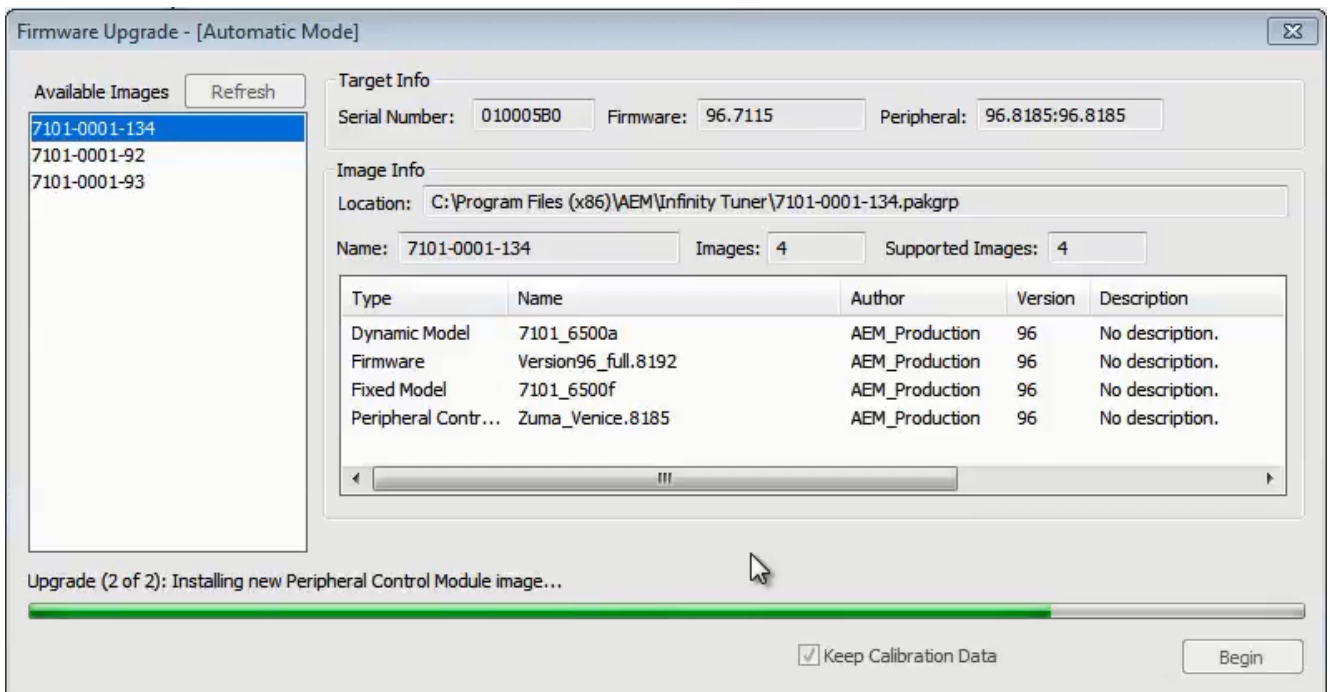 Firmware Upgrade - [Automatic Mode]
Available Images Refresh
7101-0001-134
7101-0001-92
7101-0001-93
Target Info
Serial Number: 010005B0 Firmware: 96.7115 Peripheral: 96.8185:96.8185
Image Info
Location: C:\Program Files (x86)\AEM\Infinity Tuner\7101-0001-134.pakgrp
Name: 7101-0001-134 Images: 4 Supported Images: 4
Type Name Author Version Description
Dynamic Model 7101_6500a AEM_Production 96 No description.
Firmware Version96_full.8192 AEM_Production 96 No description.
Fixed Model 7101_6500f AEM_Production 96 No description.
Peripheral Contr... Zuma_Venice.8185 AEM_Production 96 No description.
Upgrade (2 of 2): Installing new Peripheral Control Module image...
Keep Calibration Data Begin